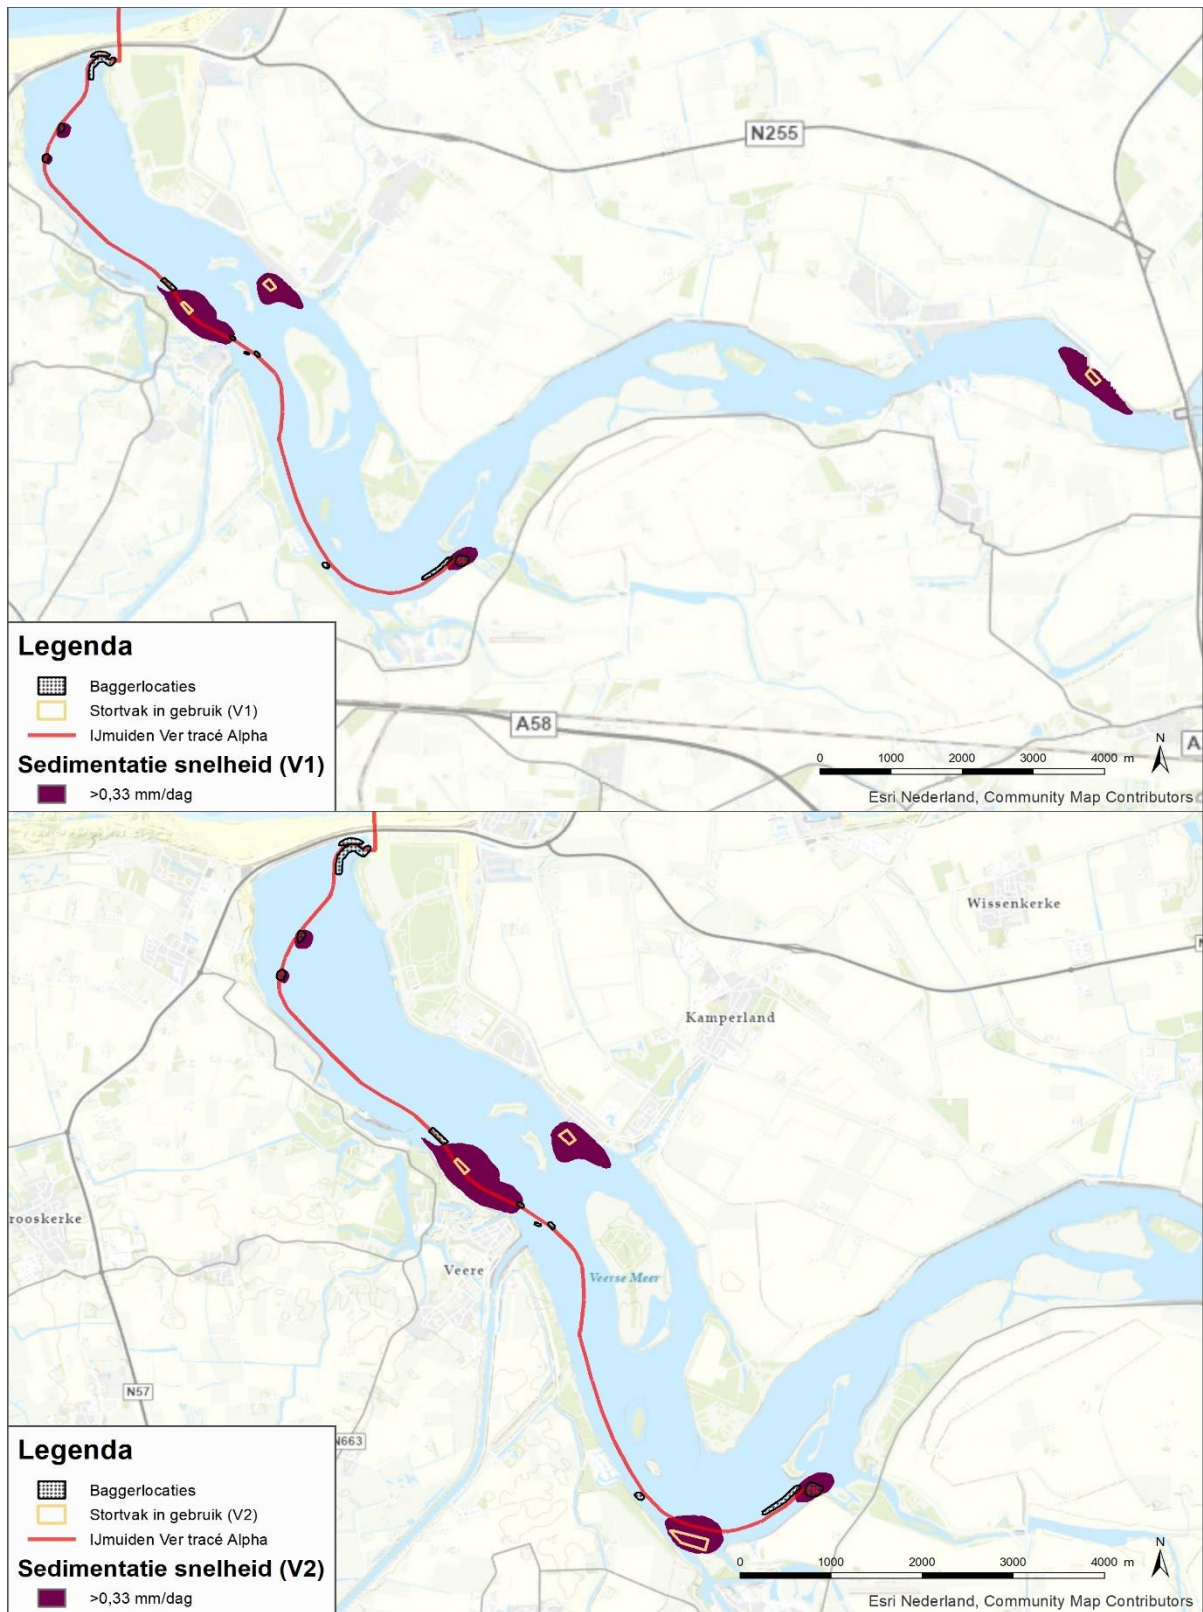 N255
Legenda
Baggerlocaties
Stortvak in gebruik (V1)
IJmuiden Ver tracé Alpha
Sedimentatie snelheid (V1)
>0,33 mm/dag
A58
0 1000 2000 3000 4000 m
N
A
Esri Nederland, Community Map Contributors
Wissenkerke
N
Kamperland
rooskerke
Veere
Veerse Meer
N57
N663
Legenda
Baggerlocaties
Stortvak in gebruik (V2)
IJmuiden Ver tracé Alpha
Sedimentatie snelheid (V2)
>0,33 mm/dag
0 1000 2000 3000 4000 m
N
Esri Nederland, Community Map Contributors